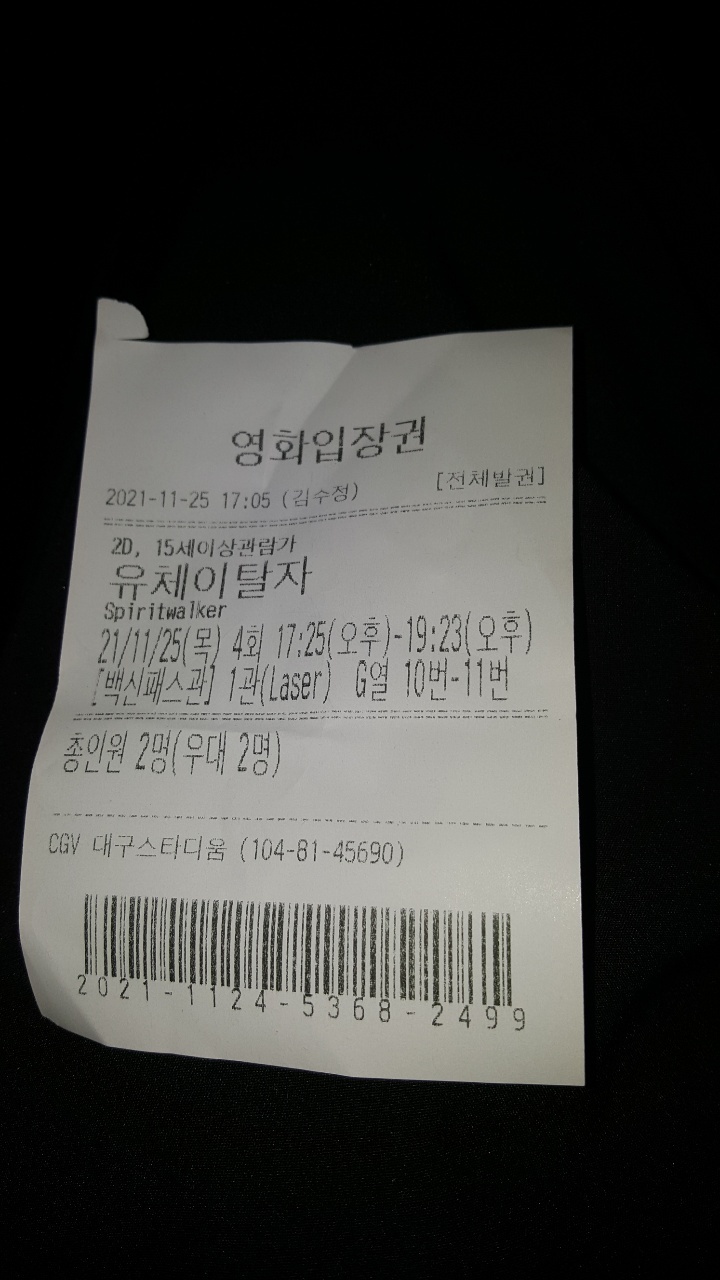 영화입장권
2021-11-25 17:05 (김수정) [전체발권]
2D, 15세이상관람가
유체이탈자
Spiritwalker
21/11/25(목) 4회 17:25(오후)-19:23(오후)
[백신패스관] 1관(Laser) G열 10번-11번
총인원 2명(우대 2명)
CGV 대구스타디움 (104-81-45690)
2021-1124-5368-2499